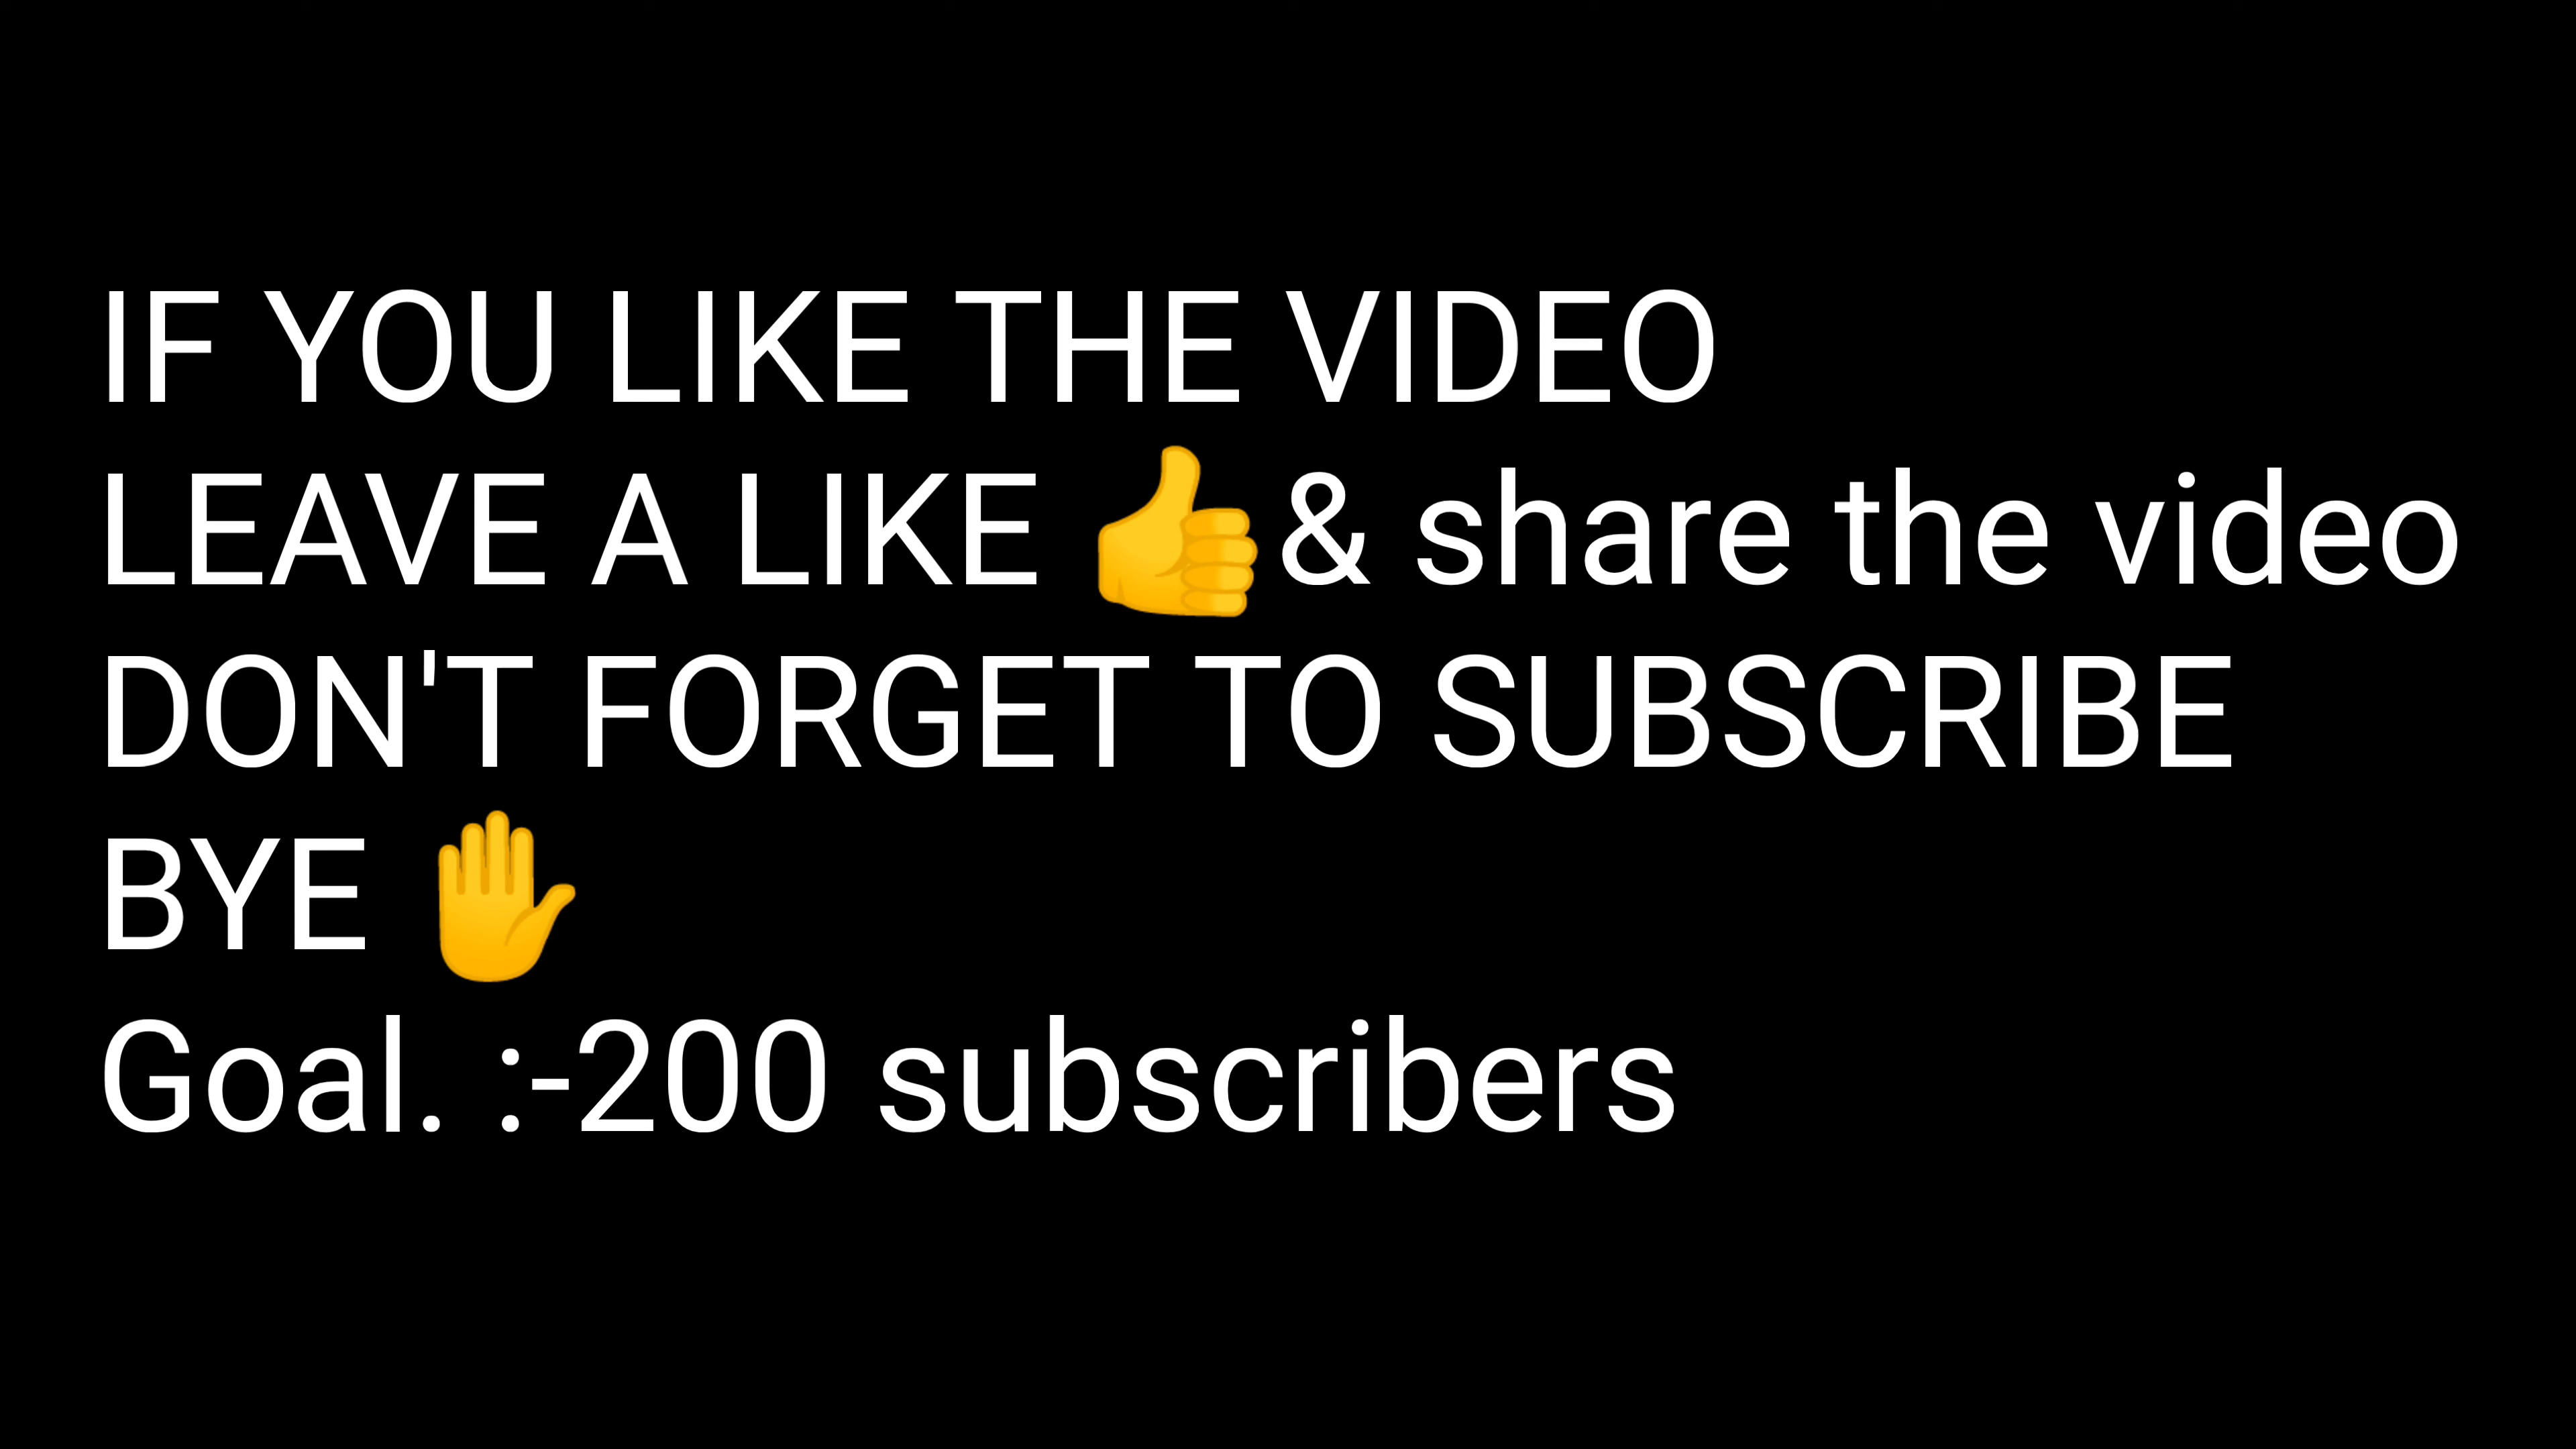 IF YOU LIKE THE VIDEO
LEAVE A LIKE 👍& share the video
DON'T FORGET TO SUBSCRIBE
BYE ✋
Goal. :-200 subscribers